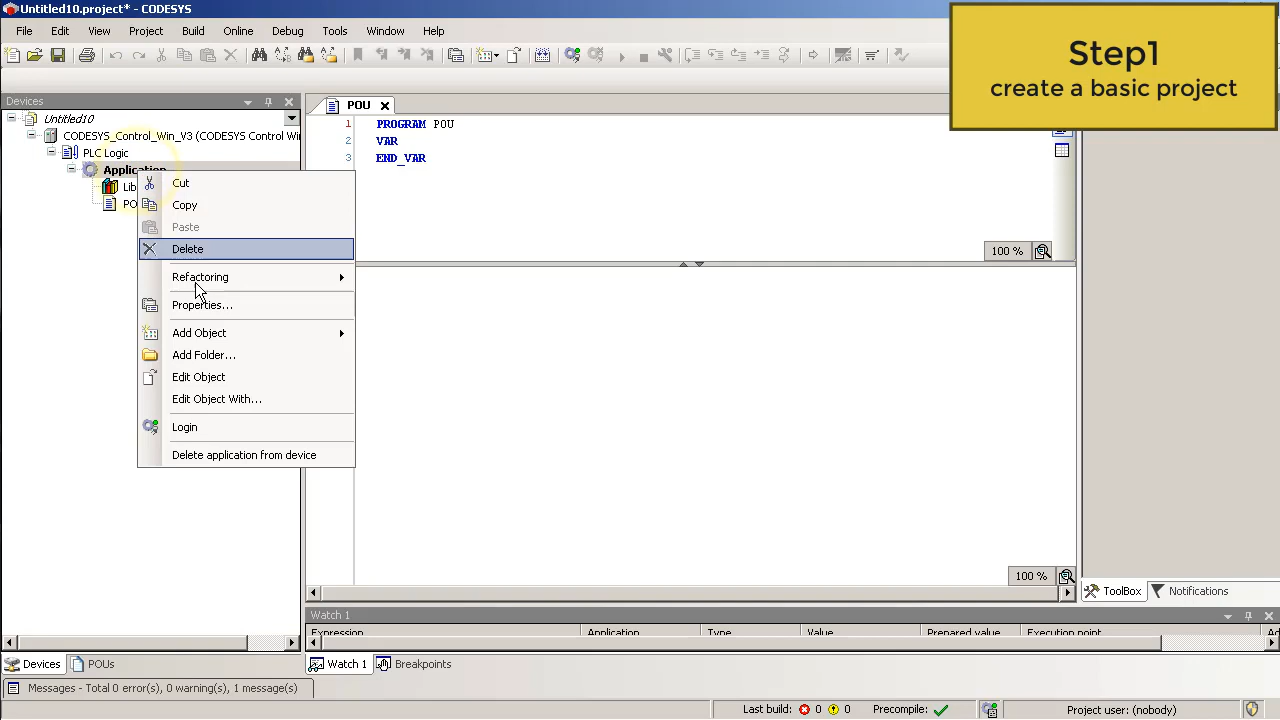 Untitled10.project* - CODESYS
File Edit View Project Build Online Debug Tools Window Help
Step1
create a basic project
Devices
Untitled10
CODESYS_Control_Win_V3 (CODESYS Control Win
PLC Logic
Application
Lib
PO
Cut
Copy
Paste
Delete
Refactoring
Properties...
Add Object
Add Folder...
Edit Object
Edit Object With...
Login
Delete application from device
POU
1 PROGRAM POU
2 VAR
3 END_VAR
100 %
100 %
ToolBox Notifications
Watch 1
Expression Application Type Value Prepared value Execution point Ad
Devices POUs
Watch 1 Breakpoints
Messages - Total 0 error(s), 0 warning(s), 1 message(s)
Last build: 0 0 Precompile: Project user: (nobody)